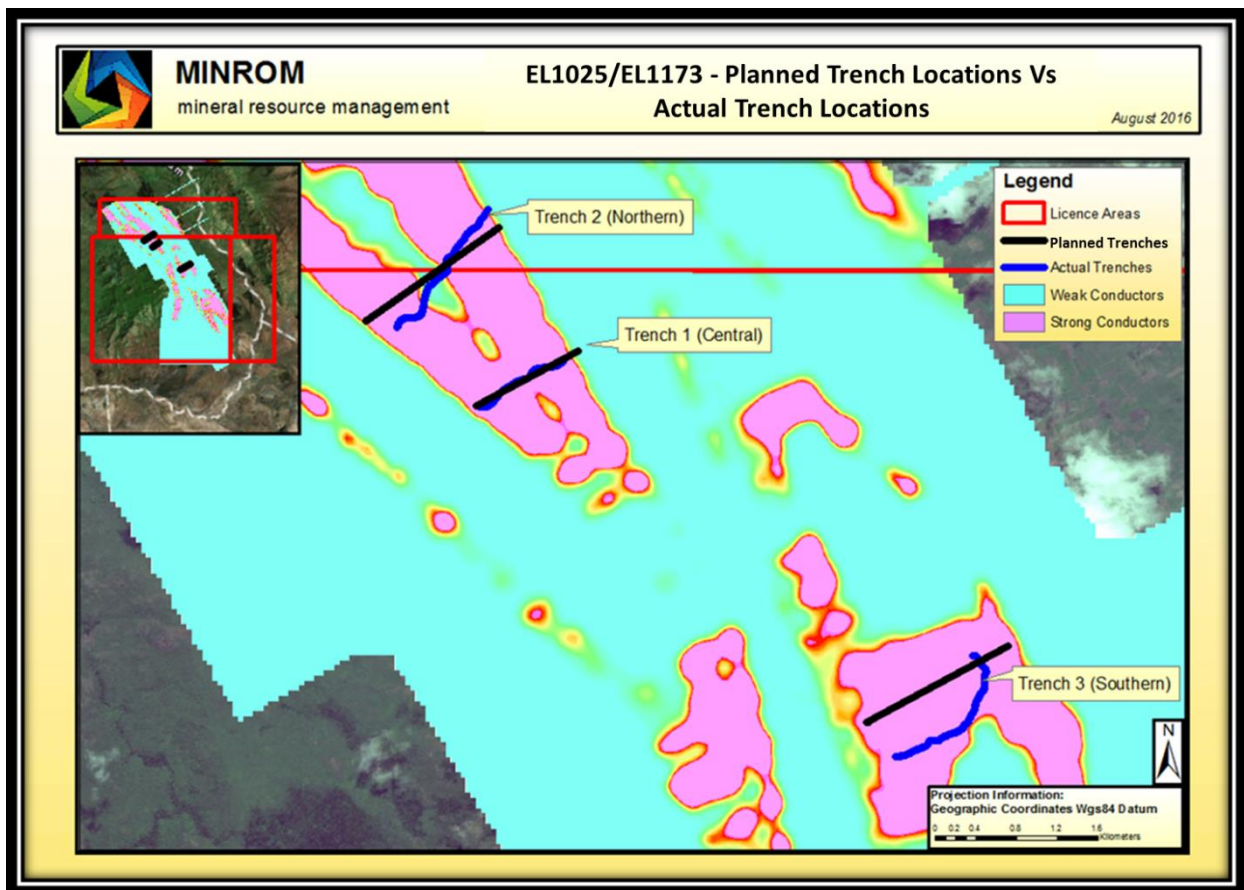 MINROM
mineral resource management
EL1025/EL1173 - Planned Trench Locations Vs
Actual Trench Locations
August 2016
Trench 2 (Northern)
Trench 1 (Central)
Trench 3 (Southern)
Legend
Licence Areas
Planned Trenches
Actual Trenches
Weak Conductors
Strong Conductors
N
Projection Information:
Geographic Coordinates Wgs84 Datum
0 0.2 0.4 0.8 1.2 1.6
Kilometers